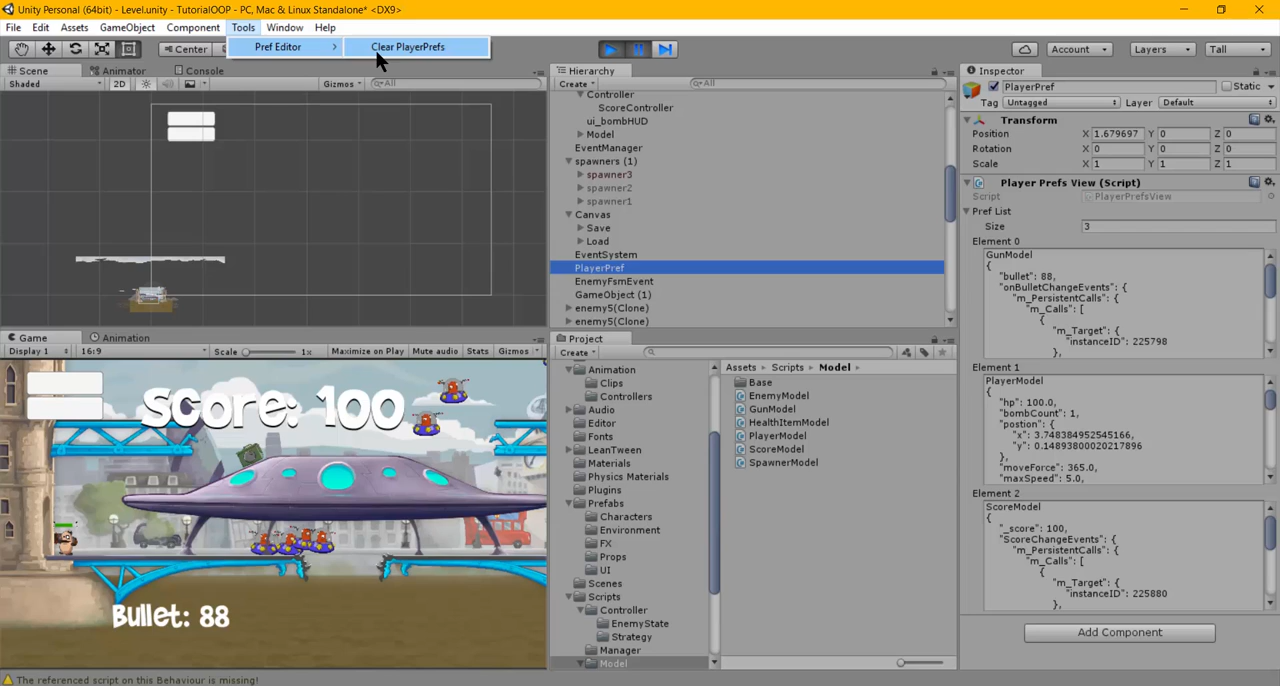 Unity Personal (64bit) - Level.unity - TutorialOOP - PC, Mac & Linux Standalone* <DX9>
File Edit Assets GameObject Component Tools Window Help
Pref Editor
Clear PlayerPrefs
Center
Account
Layers
Tall
Scene
Animator
Console
Shaded
2D
Gizmos
All
Hierarchy
Create
All
Controller
ScoreController
ui_bombHUD
Model
EventManager
spawners (1)
spawner3
spawner2
spawner1
Canvas
Save
Load
EventSystem
PlayerPref
EnemyFsmEvent
GameObject (1)
enemy5(Clone)
enemy5(Clone)
Game
Animation
Display 1
16:9
Scale
1x
Maximize on Play
Mute audio
Stats
Gizmos
Score: 100
Bullet: 88
Project
Create
Animation
Clips
Controllers
Audio
Editor
Fonts
LeanTween
Materials
Physics Materials
Plugins
Prefabs
Characters
Environment
FX
Props
UI
Scenes
Scripts
Controller
EnemyState
Strategy
Manager
Model
Assets Scripts Model
Base
EnemyModel
GunModel
HealthItemModel
PlayerModel
ScoreModel
SpawnerModel
Inspector
PlayerPref
Static
Tag Untagged Layer Default
Transform
Position X 1.679697 Y 0 Z 0
Rotation X 0 Y 0 Z 0
Scale X 1 Y 1 Z 1
Player Prefs View (Script)
Script PlayerPrefsView
Pref List
Size 3
Element 0
GunModel
{
"bullet": 88,
"onBulletChangeEvents": {
"m_PersistentCalls": {
"m_Calls": [
{
"m_Target": {
"instanceID": 225798
},
Element 1
PlayerModel
{
"hp": 100.0,
"bombCount": 1,
"postion": {
"x": 3.748384952545166,
"y": 0.14893800020217896
},
"moveForce": 365.0,
"maxSpeed": 5.0,
Element 2
ScoreModel
{
"_score": 100,
"ScoreChangeEvents": {
"m_PersistentCalls": {
"m_Calls": [
{
"m_Target": {
"instanceID": 225880
},
Add Component
The referenced script on this Behaviour is missing!